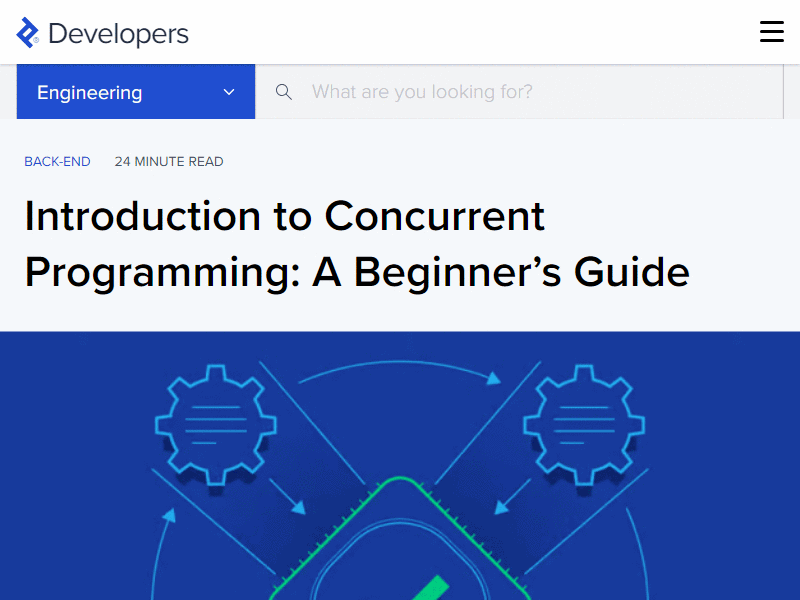 Developers
Engineering
What are you looking for?
BACK-END 24 MINUTE READ
Introduction to Concurrent
Programming: A Beginner’s Guide